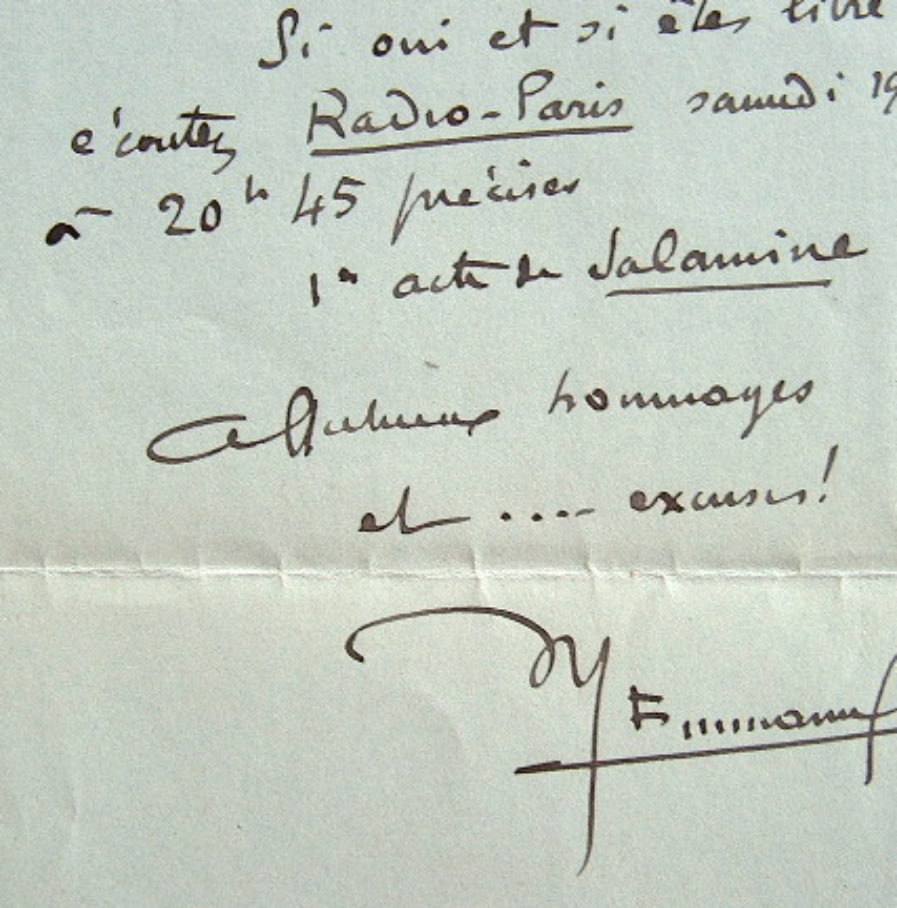 Si oui et si êtes libre
écoutez Radio-Paris samedi 19
à 20h 45 précises
1er acte de Salamine
Affectueux hommages
et .... excuses!
M Emmanuel